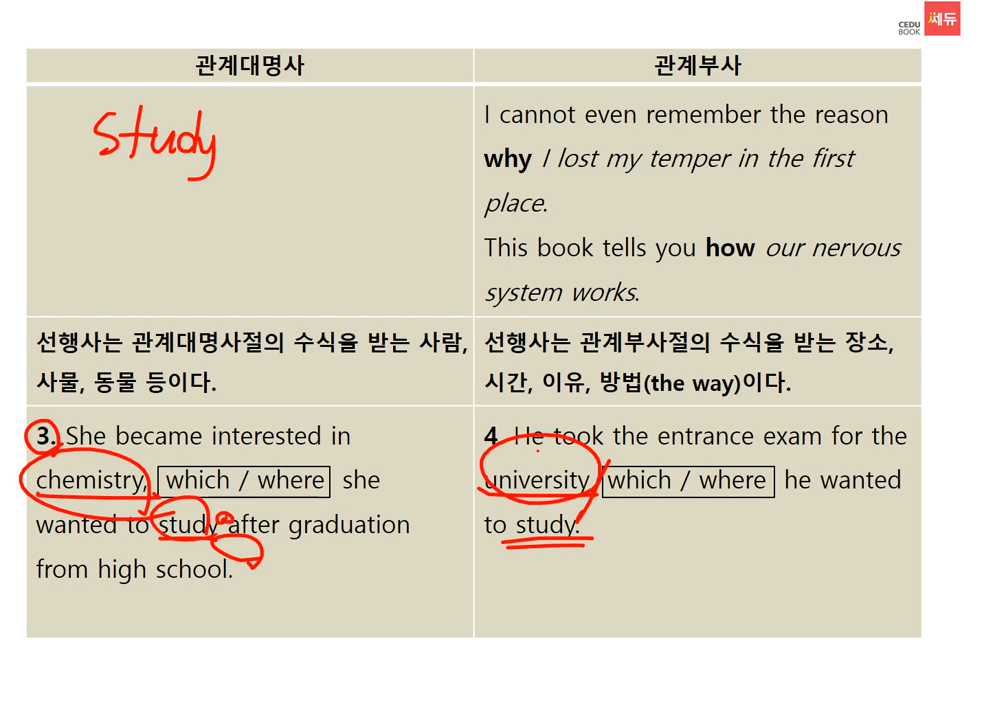 CEDU
BOOK
쎄듀
관계대명사
관계부사
study
I cannot even remember the reason
why I lost my temper in the first
place.
This book tells you how our nervous
system works.
선행사는 관계대명사절의 수식을 받는 사람,
사물, 동물 등이다.
선행사는 관계부사절의 수식을 받는 장소,
시간, 이유, 방법(the way)이다.
3. She became interested in
chemistry, which / where she
wanted to study after graduation
from high school.
4. He took the entrance exam for the
university, which / where he wanted
to study.